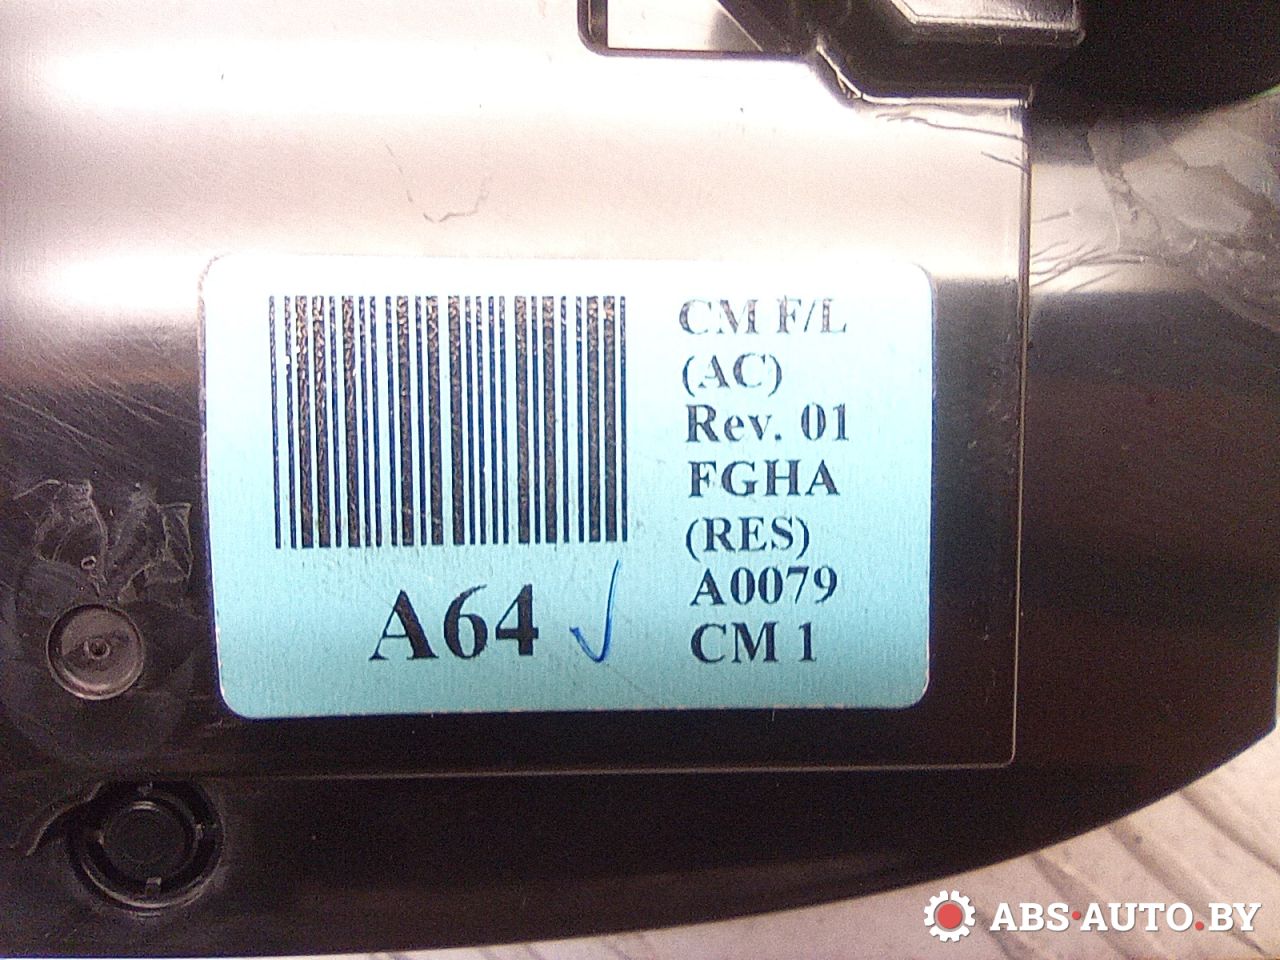 CM F/L
(AC)
Rev. 01
FGHA
(RES)
A0079
CM 1
A64
ABS·AUTO.BY